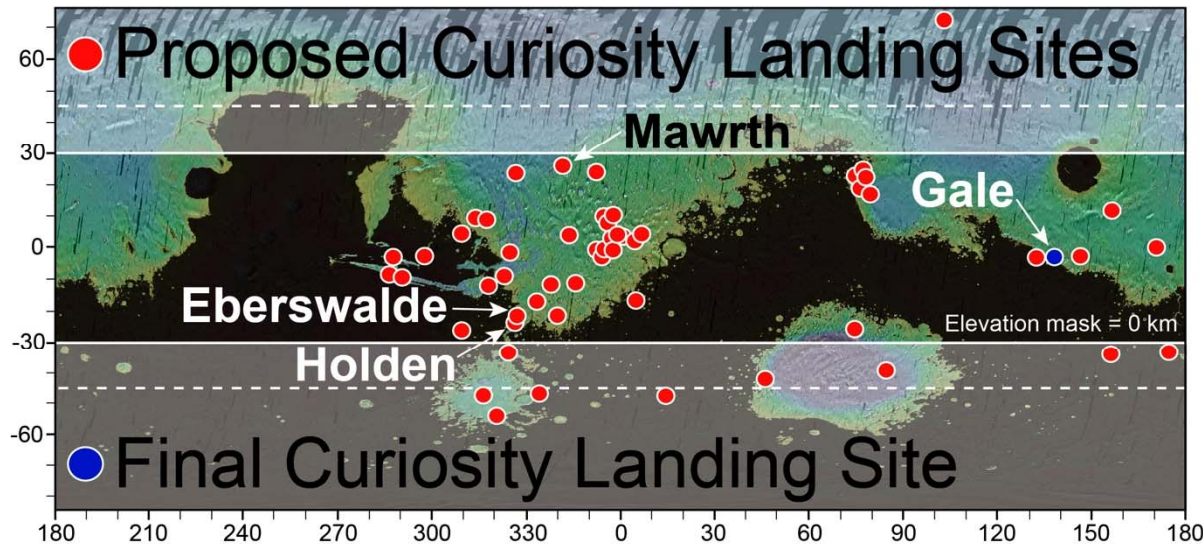 Proposed Curiosity Landing Sites
60
Mawrth
30
Gale
0
Eberswalde
Elevation mask = 0 km
-30
Holden
-60
Final Curiosity Landing Site
180 210 240 270 300 330 0 30 60 90 120 150 180